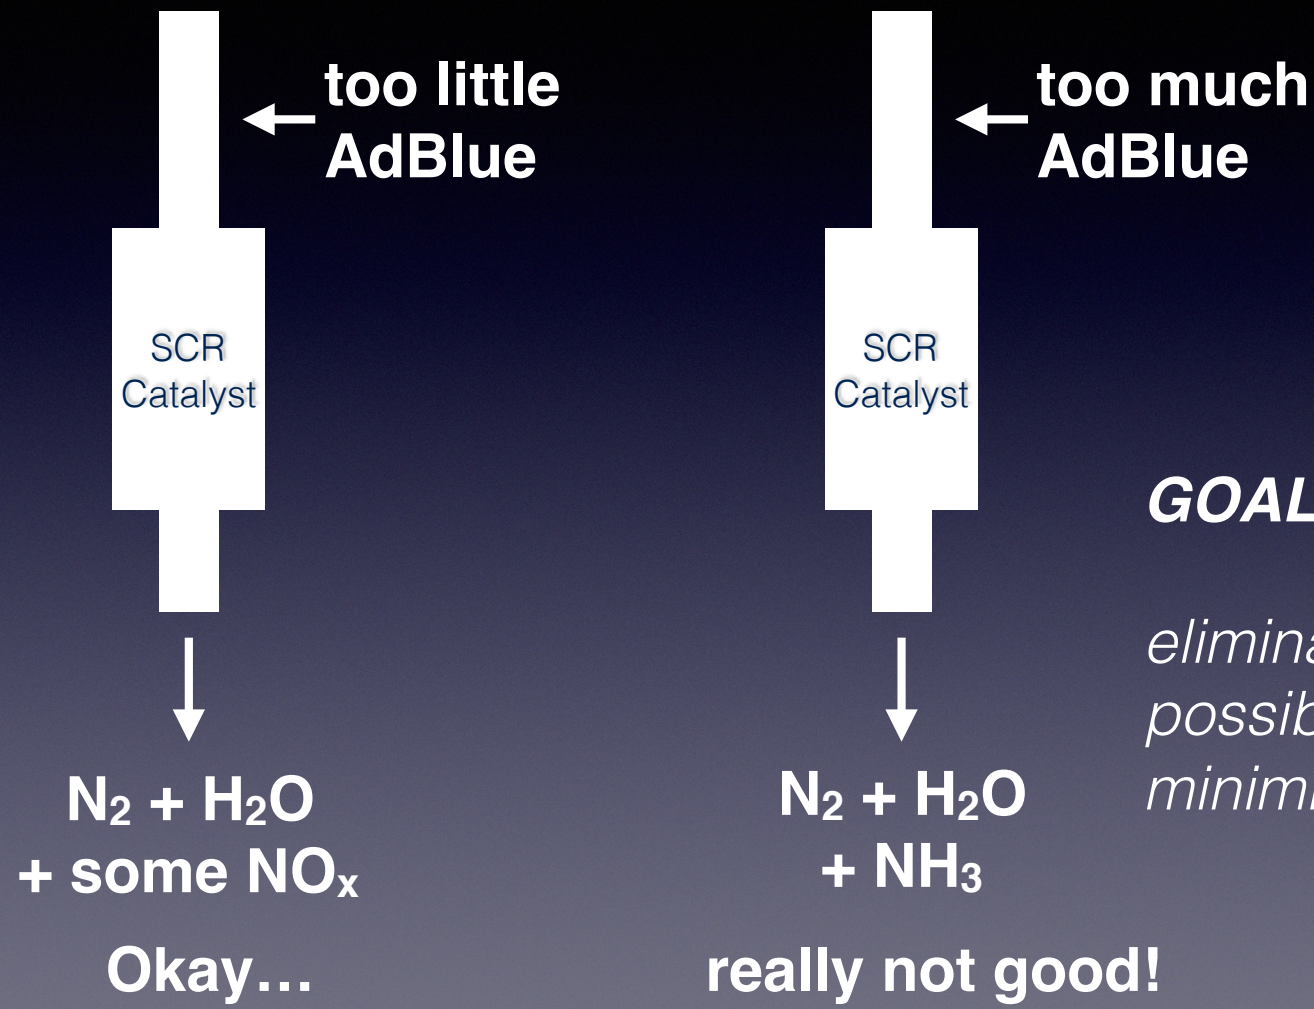 too little
AdBlue
SCR
Catalyst
N₂ + H₂O
+ some NOₓ
Okay…
too much
AdBlue
SCR
Catalyst
N₂ + H₂O
+ NH₃
really not good!
GOAL